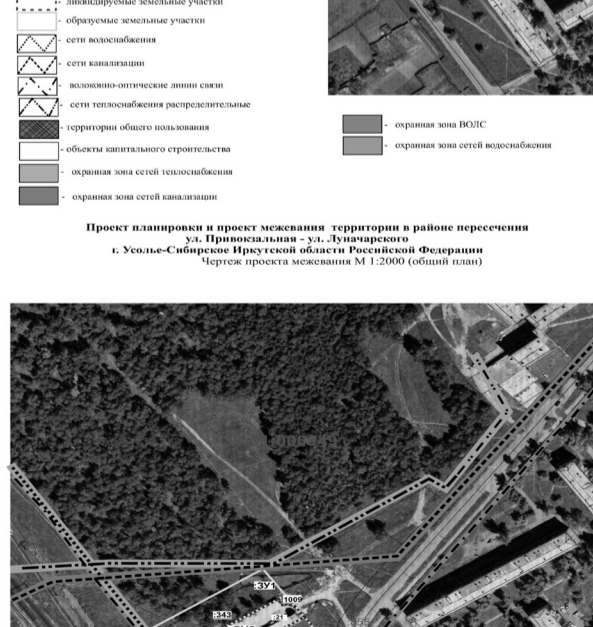 ликвидируемые земельные участки
- образуемые земельные участки
- сети водоснабжения
- сети канализации
- волоконно-оптические линии связи
- сети теплоснабжения распределительные
- территории общего пользования
- объекты капитального строительства
- охранная зона сетей теплоснабжения
- охранная зона сетей канализации
- охранная зона ВОЛС
- охранная зона сетей водоснабжения
Проект планировки и проект межевания территории в районе пересечения
ул. Привокзальная - ул. Луначарского
г. Усолье-Сибирское Иркутской области Российской Федерации
Чертеж проекта межевания М 1:2000 (общий план)
:ЗУ1
:1009
:343
:21